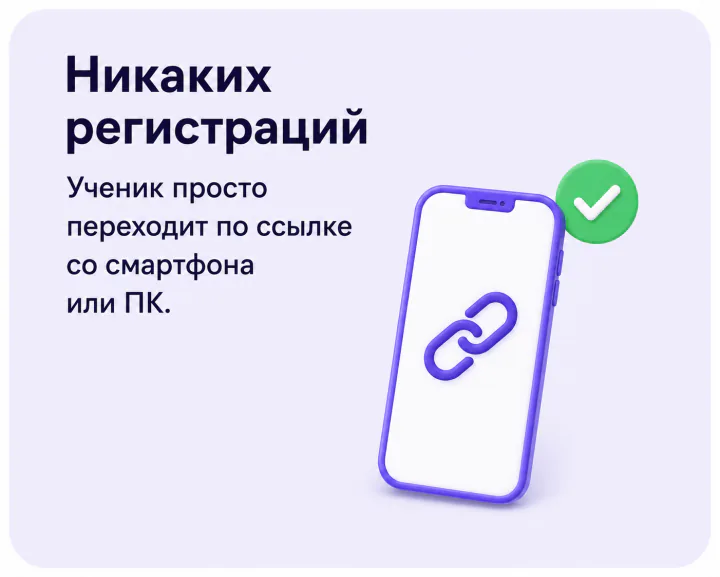 Никаких
регистраций
Ученик просто
переходит по ссылке
со смартфона
или ПК.